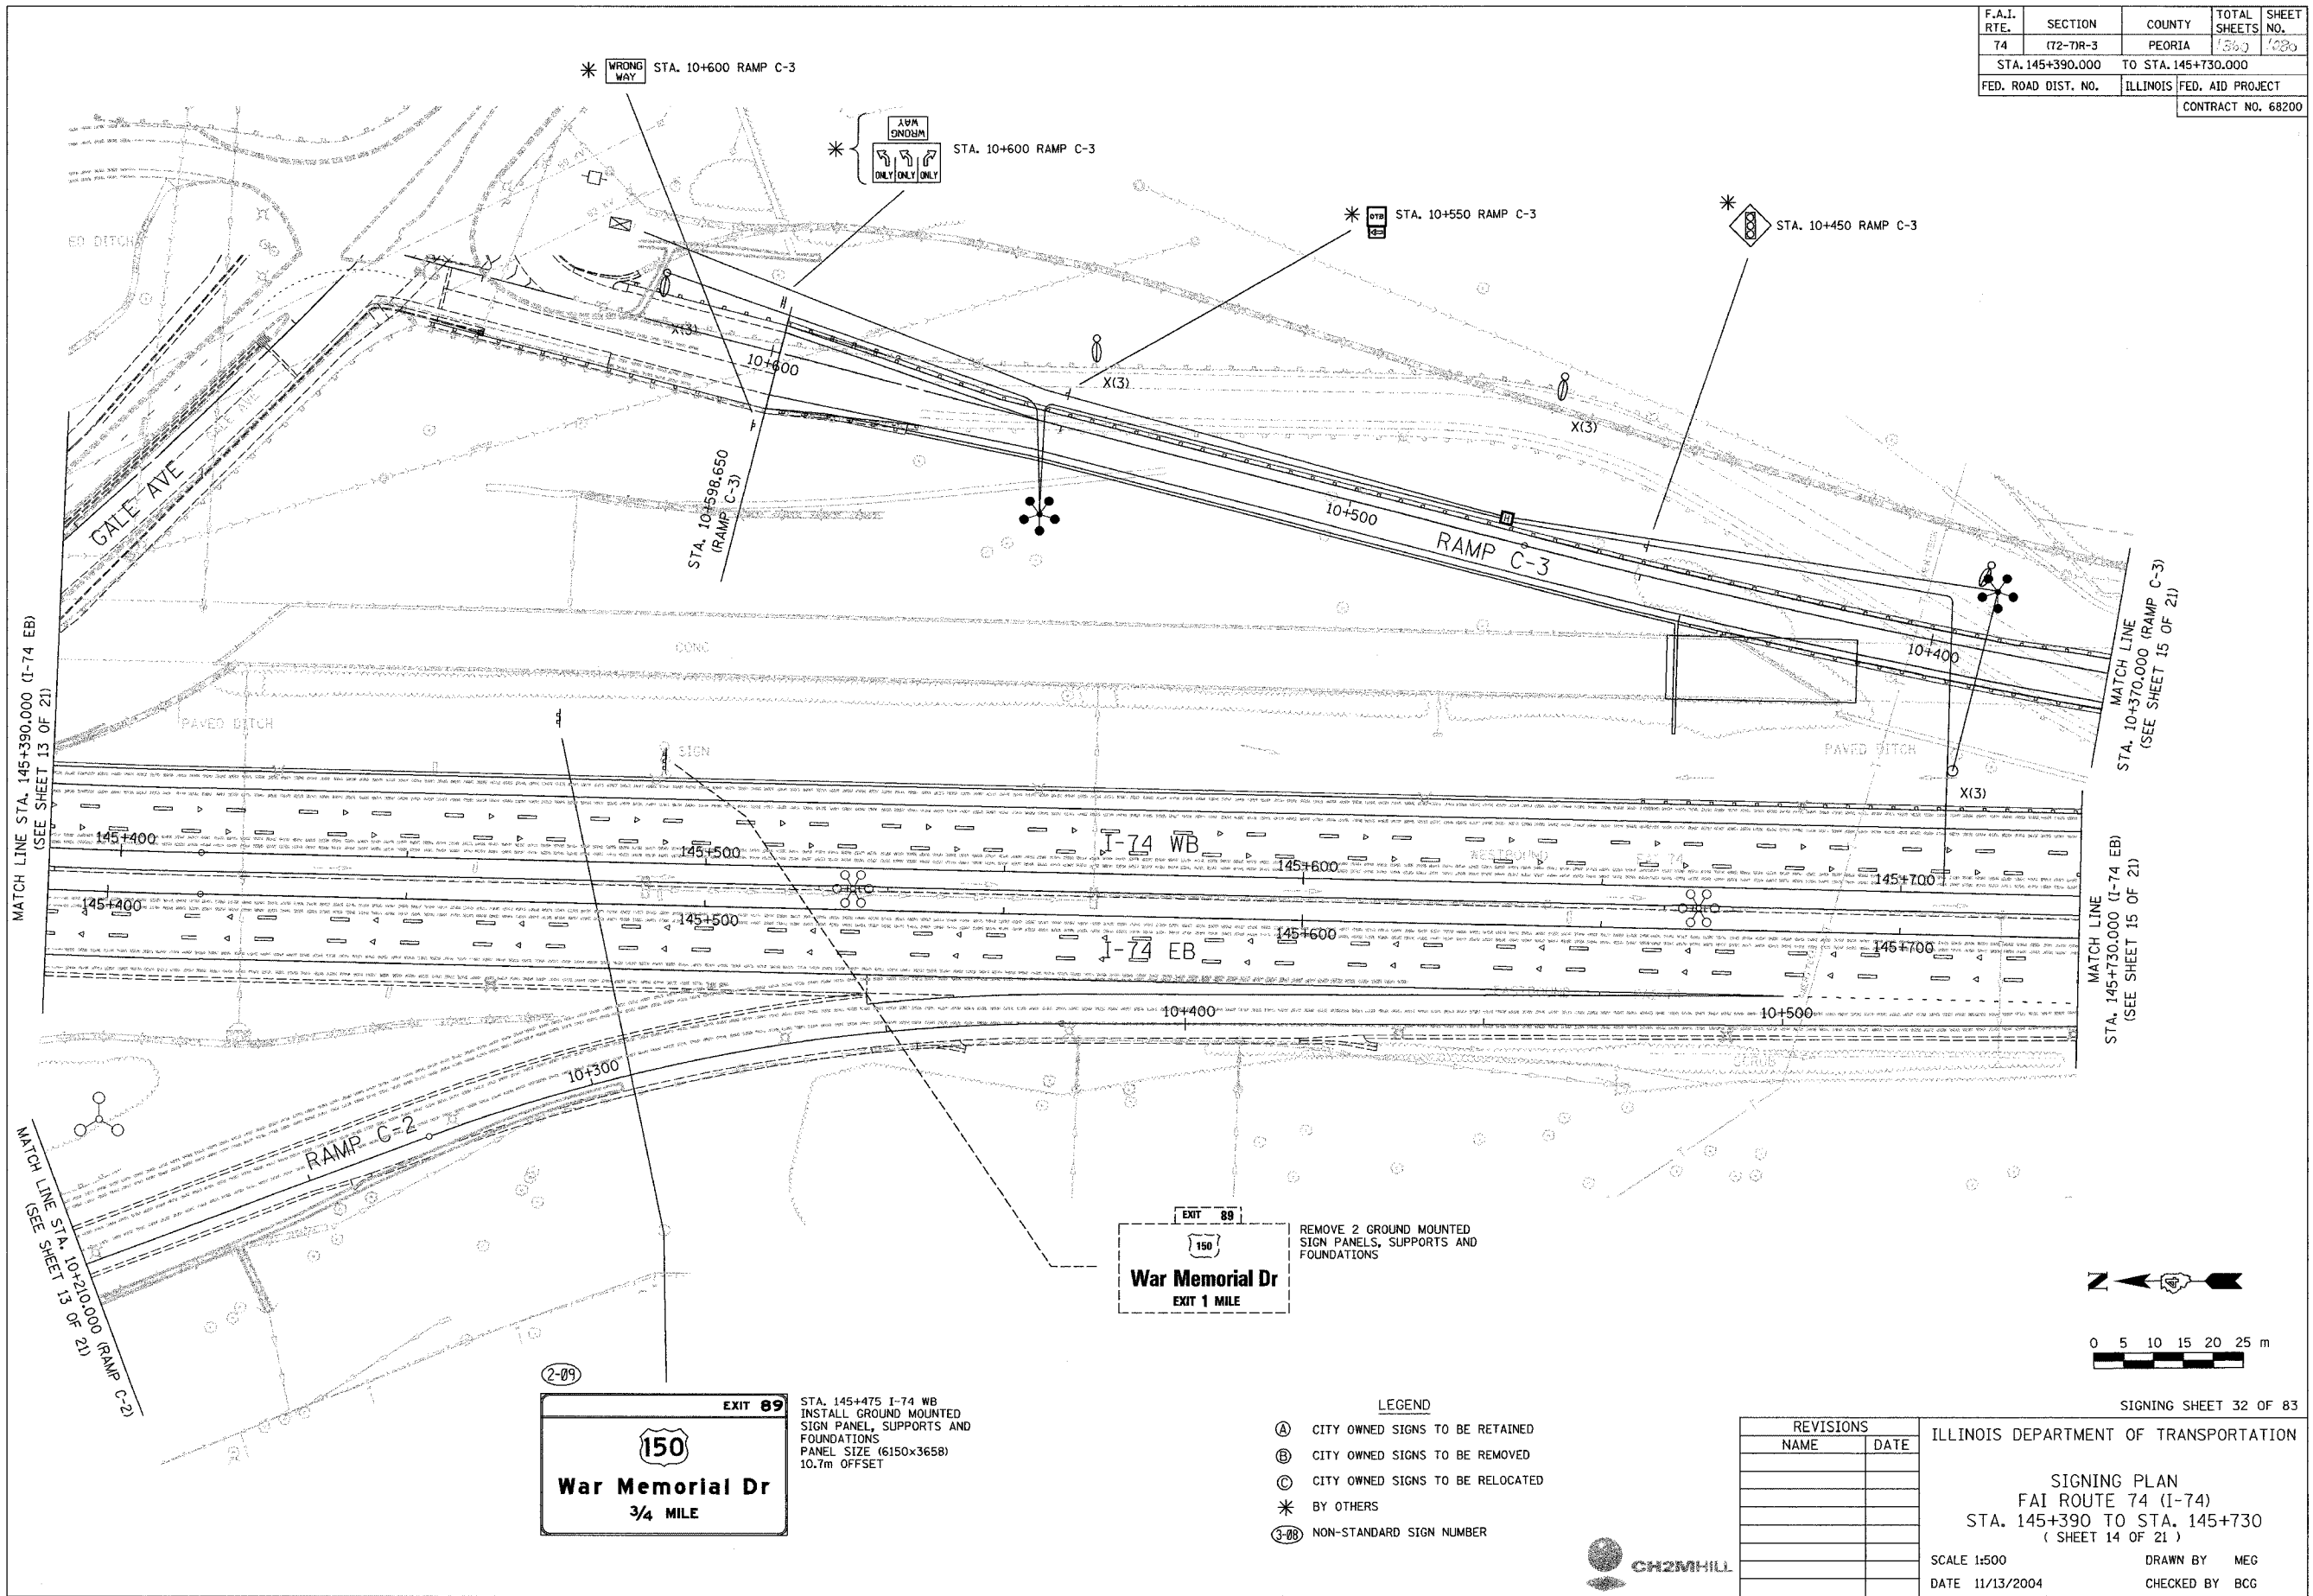 F.A.I. RTE. SECTION COUNTY TOTAL SHEETS SHEET NO.
74 (72-7)R-3 PEORIA 1360 1080
STA. 145+390.000 TO STA. 145+730.000
FED. ROAD DIST. NO. ILLINOIS FED. AID PROJECT
CONTRACT NO. 68200
WRONG WAY STA. 10+600 RAMP C-3
WRONG WAY
ONLY ONLY ONLY
STA. 10+600 RAMP C-3
OTB STA. 10+550 RAMP C-3
STA. 10+450 RAMP C-3
ED DITCH
X(3)
10+600
X(3)
X(3)
GALE AVE
STA. 10+598.650
(RAMP C-3)
10+500
RAMP C-3
10+400
MATCH LINE
STA. 10+370.000 (RAMP C-3)
(SEE SHEET 15 OF 21)
CONC
PAVED DITCH
SIGN
PAVED DITCH
X(3)
MATCH LINE STA. 145+390.000 (I-74 EB)
(SEE SHEET 13 OF 21)
145+400
145+500
I-74 WB
145+600
WESTBOUND
145+700
145+400
145+500
I-74 EB
145+600
145+700
MATCH LINE
STA. 145+730.000 (I-74 EB)
(SEE SHEET 15 OF 21)
10+300
10+400
10+500
RAMP C-2
MATCH LINE STA. 10+210.000 (RAMP C-2)
(SEE SHEET 13 OF 21)
EXIT 89
150
War Memorial Dr
EXIT 1 MILE
REMOVE 2 GROUND MOUNTED
SIGN PANELS, SUPPORTS AND
FOUNDATIONS
N
0 5 10 15 20 25 m
2-09
EXIT 89
150
War Memorial Dr
3/4 MILE
STA. 145+475 I-74 WB
INSTALL GROUND MOUNTED
SIGN PANEL, SUPPORTS AND
FOUNDATIONS
PANEL SIZE (6150x3658)
10.7m OFFSET
LEGEND
A CITY OWNED SIGNS TO BE RETAINED
B CITY OWNED SIGNS TO BE REMOVED
C CITY OWNED SIGNS TO BE RELOCATED
* BY OTHERS
3-08 NON-STANDARD SIGN NUMBER
CH2MHILL
SIGNING SHEET 32 OF 83
REVISIONS
NAME DATE
ILLINOIS DEPARTMENT OF TRANSPORTATION
SIGNING PLAN
FAI ROUTE 74 (I-74)
STA. 145+390 TO STA. 145+730
( SHEET 14 OF 21 )
SCALE 1:500 DRAWN BY MEG
DATE 11/13/2004 CHECKED BY BCG